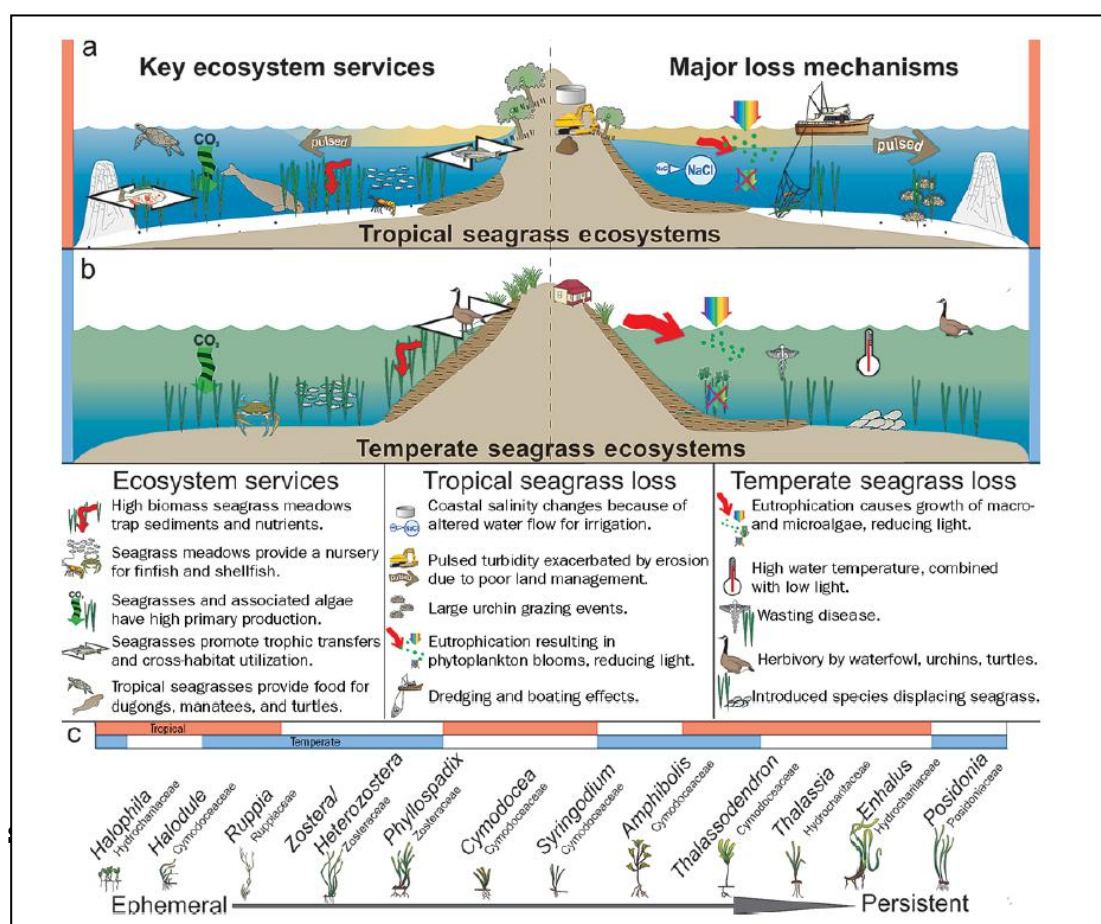 a
Key ecosystem services
Major loss mechanisms
CO₂
pulsed
NaCl
NaCl
pulsed
Tropical seagrass ecosystems
b
CO₂
Temperate seagrass ecosystems
Ecosystem services
High biomass seagrass meadows
trap sediments and nutrients.
Seagrass meadows provide a nursery
for finfish and shellfish.
CO₂
Seagrasses and associated algae
have high primary production.
Seagrasses promote trophic transfers
and cross-habitat utilization.
Tropical seagrasses provide food for
dugongs, manatees, and turtles.
Tropical seagrass loss
Coastal salinity changes because of
altered water flow for irrigation.
NaCl
Pulsed turbidity exacerbated by erosion
due to poor land management.
pulsed
Large urchin grazing events.
Eutrophication resulting in
phytoplankton blooms, reducing light.
Dredging and boating effects.
Temperate seagrass loss
Eutrophication causes growth of macro-
and microalgae, reducing light.
High water temperature, combined
with low light.
Wasting disease.
Herbivory by waterfowl, urchins, turtles.
Introduced species displacing seagrass.
c
Tropical
Temperate
Halophila
Hydrocharitaceae
Halodule
Cymodoceaceae
Ruppia
Ruppiaceae
Zostera/
Heterozostera
Zosteraceae
Phyllospadix
Zosteraceae
Cymodocea
Cymodoceaceae
Syringodium
Cymodoceaceae
Amphibolis
Cymodoceaceae
Thalassodendron
Cymodoceaceae
Thalassia
Hydrocharitaceae
Enhalus
Hydrocharitaceae
Posidonia
Posidoniaceae
Ephemeral
Persistent